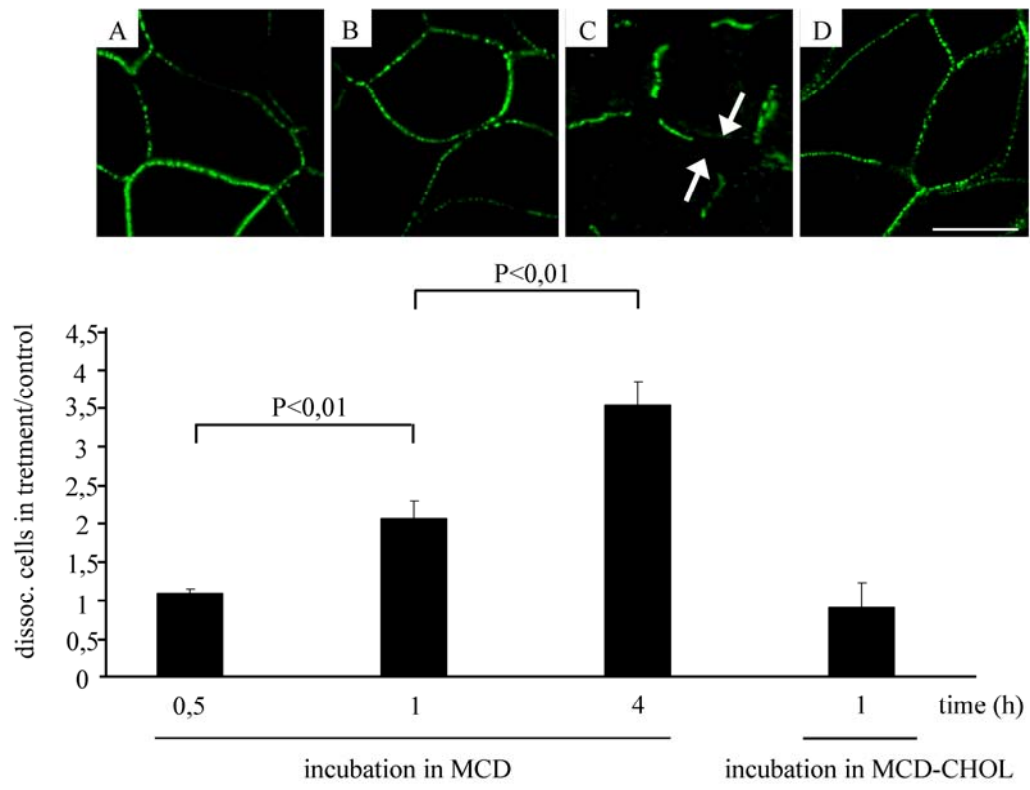 A B C D
P<0,01
P<0,01
dissoc. cells in tretment/control
4,5
4
3,5
3
2,5
2
1,5
1
0,5
0
0,5 1 4 1 time (h)
incubation in MCD incubation in MCD-CHOL